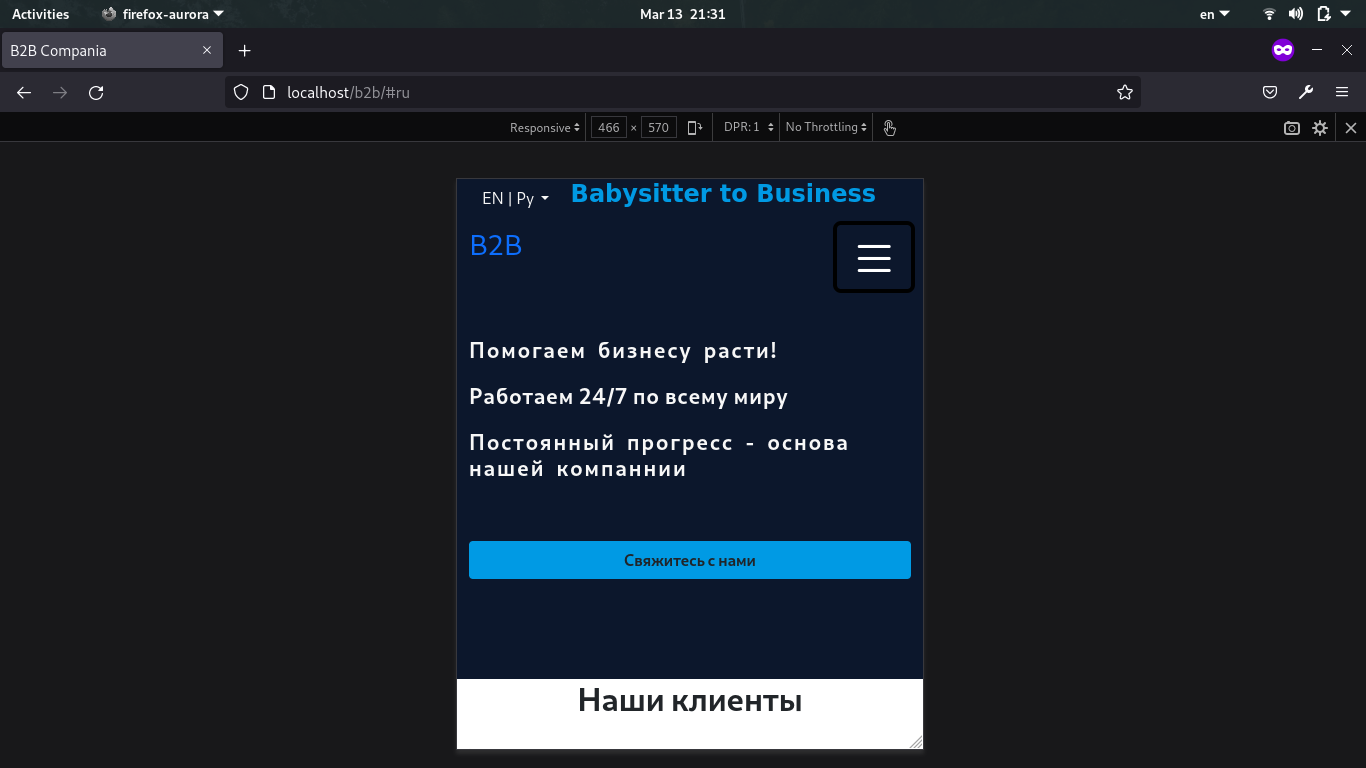 Activities
firefox-aurora
Mar 13 21:31
en
B2B Compania
localhost/b2b/#ru
Responsive
466 × 570
DPR: 1
No Throttling
EN | Ру
Babysitter to Business
B2B
Помогаем бизнесу расти!
Работаем 24/7 по всему миру
Постоянный прогресс - основа
нашей компаннии
Свяжитесь с нами
Наши клиенты